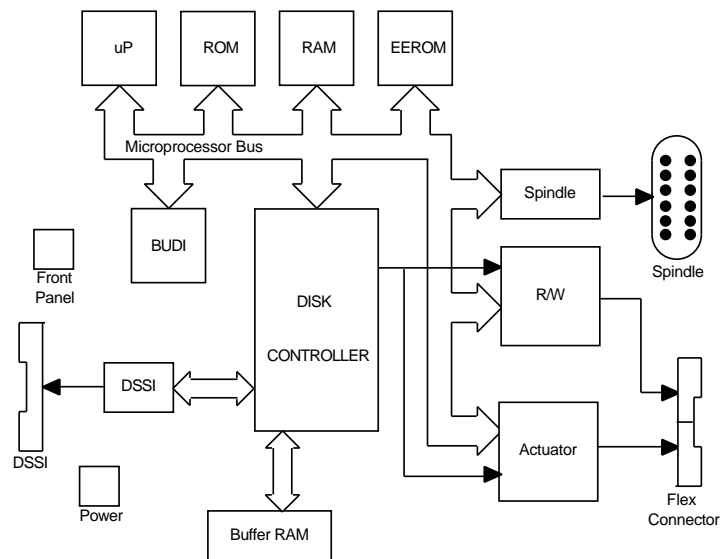 uP
ROM
RAM
EEROM
Microprocessor Bus
Spindle
Spindle
BUDI
Front
Panel
DISK
CONTROLLER
R/W
DSSI
DSSI
Actuator
Power
Buffer RAM
Flex
Connector